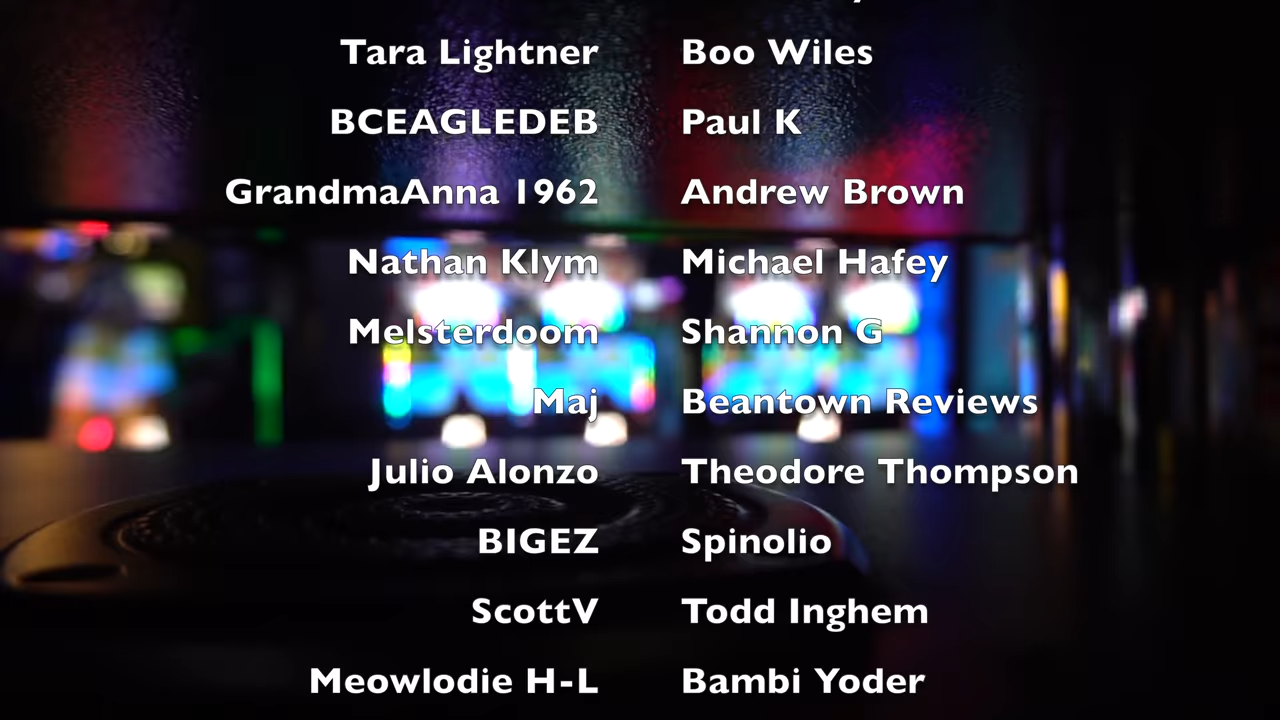 Tara Lightner Boo Wiles
BCEAGLEDEB Paul K
GrandmaAnna 1962 Andrew Brown
Nathan Klym Michael Hafey
Melsterdoom Shannon G
Maj Beantown Reviews
Julio Alonzo Theodore Thompson
BIGEZ Spinolio
ScottV Todd Inghem
Meowlodie H-L Bambi Yoder